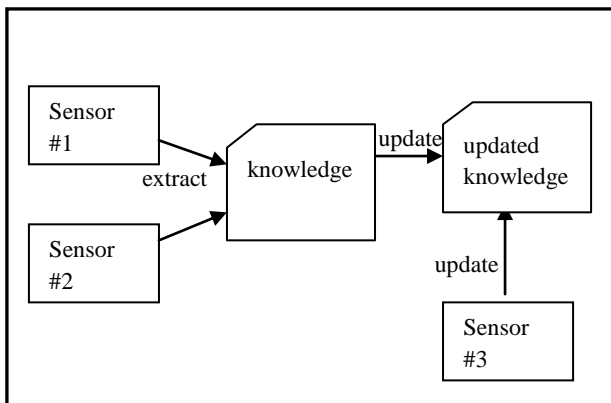 Sensor
#1
extract
Sensor
#2
knowledge
update
updated
knowledge
update
Sensor
#3